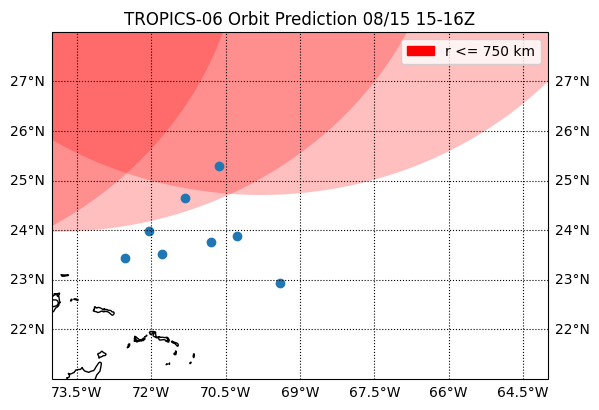 TROPICS-06 Orbit Prediction 08/15 15-16Z
r <= 750 km
27°N 27°N
26°N 26°N
25°N 25°N
24°N 24°N
23°N 23°N
22°N 22°N
73.5°W 72°W 70.5°W 69°W 67.5°W 66°W 64.5°W